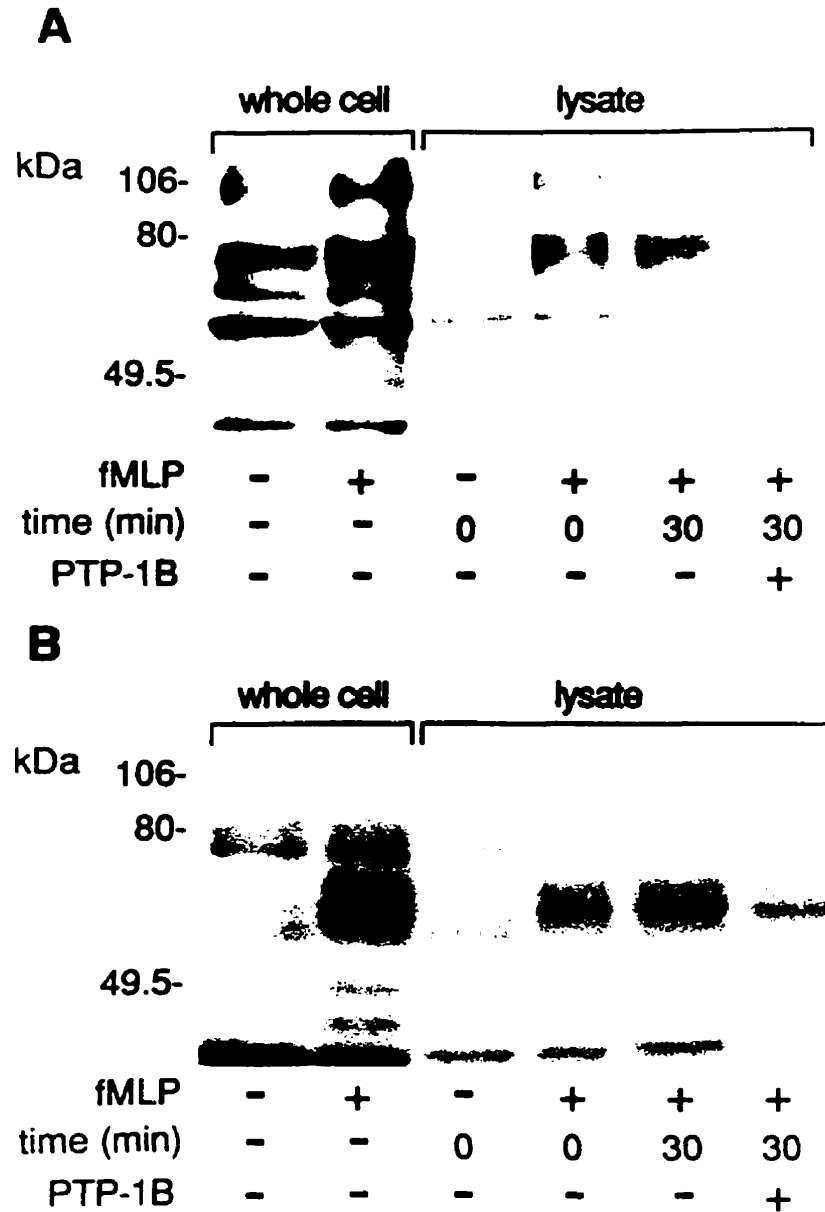 A
whole cell lysate
kDa 106-
80-
49.5-
fMLP - + - + + +
time (min) - - 0 0 30 30
PTP-1B - - - - - +
B
whole cell lysate
kDa 106-
80-
49.5-
fMLP - + - + + +
time (min) - - 0 0 30 30
PTP-1B - - - - - +